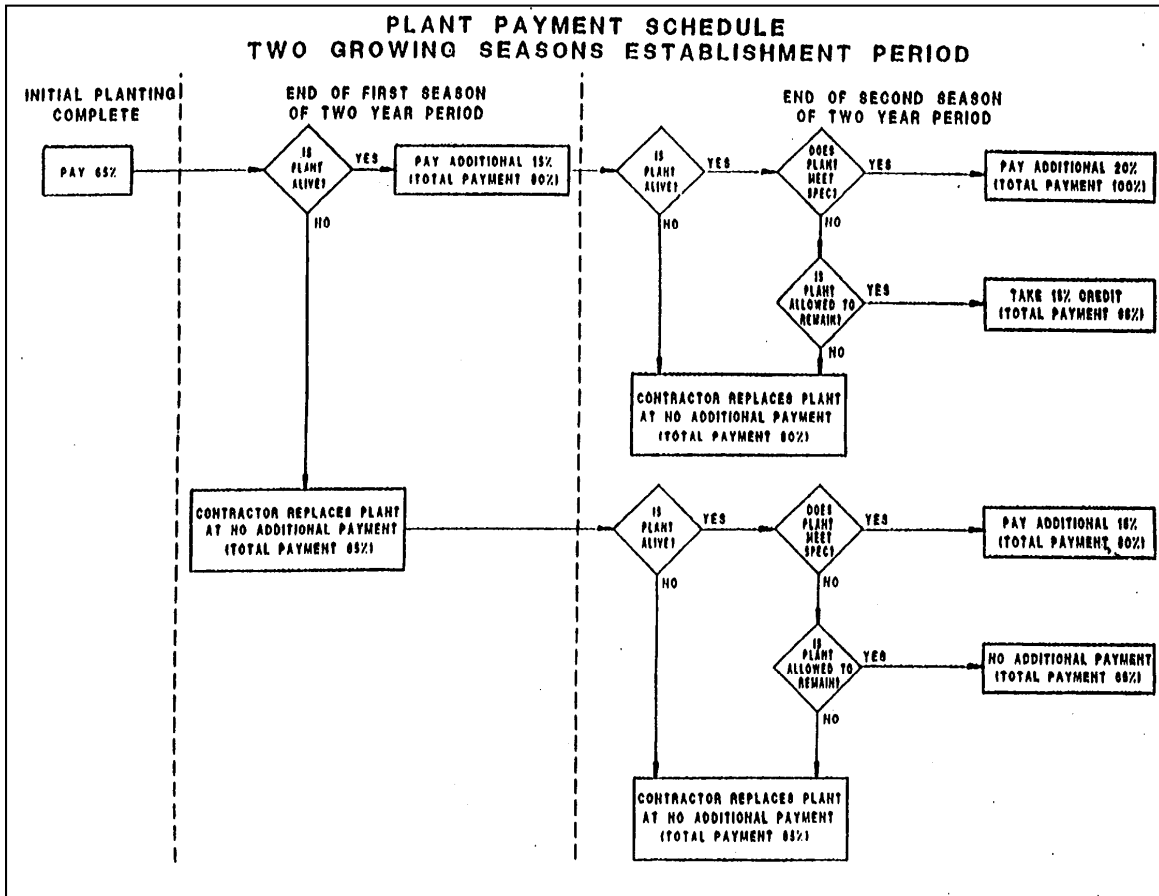 PLANT PAYMENT SCHEDULE
TWO GROWING SEASONS ESTABLISHMENT PERIOD
INITIAL PLANTING
COMPLETE
END OF FIRST SEASON
OF TWO YEAR PERIOD
END OF SECOND SEASON
OF TWO YEAR PERIOD
PAY 65%
IS
PLANT
ALIVE?
YES
NO
PAY ADDITIONAL 15%
(TOTAL PAYMENT 80%)
IS
PLANT
ALIVE?
YES
NO
DOES
PLANT
MEET
SPEC?
YES
NO
PAY ADDITIONAL 20%
(TOTAL PAYMENT 100%)
IS
PLANT
ALLOWED TO
REMAIN?
YES
NO
TAKE 15% CREDIT
(TOTAL PAYMENT 65%)
CONTRACTOR REPLACES PLANT
AT NO ADDITIONAL PAYMENT
(TOTAL PAYMENT 80%)
CONTRACTOR REPLACES PLANT
AT NO ADDITIONAL PAYMENT
(TOTAL PAYMENT 65%)
IS
PLANT
ALIVE?
YES
NO
DOES
PLANT
MEET
SPEC?
YES
NO
PAY ADDITIONAL 15%
(TOTAL PAYMENT 80%)
IS
PLANT
ALLOWED TO
REMAIN?
YES
NO
NO ADDITIONAL PAYMENT
(TOTAL PAYMENT 65%)
CONTRACTOR REPLACES PLANT
AT NO ADDITIONAL PAYMENT
(TOTAL PAYMENT 65%)